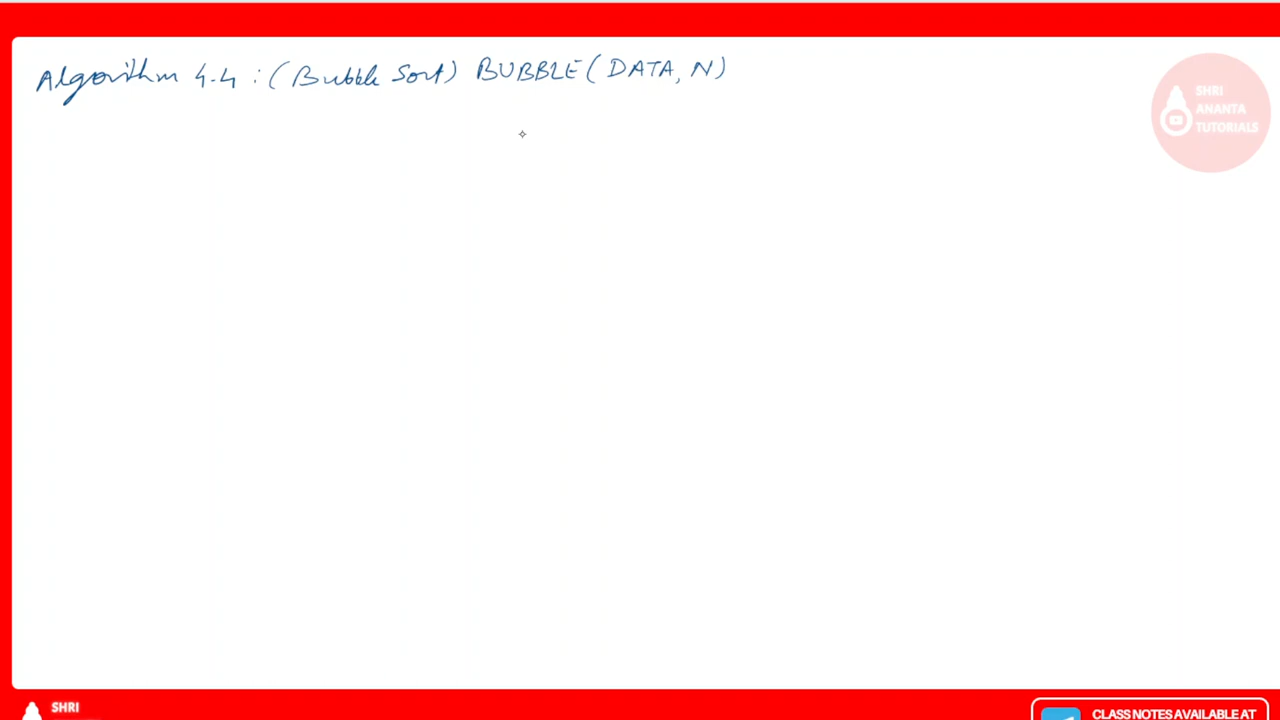 Algorithm 4.4 : (Bubble Sort) BUBBLE(DATA, N)
SHRI
ANANTA
TUTORIALS
SHRI
CLASS NOTES AVAILABLE AT